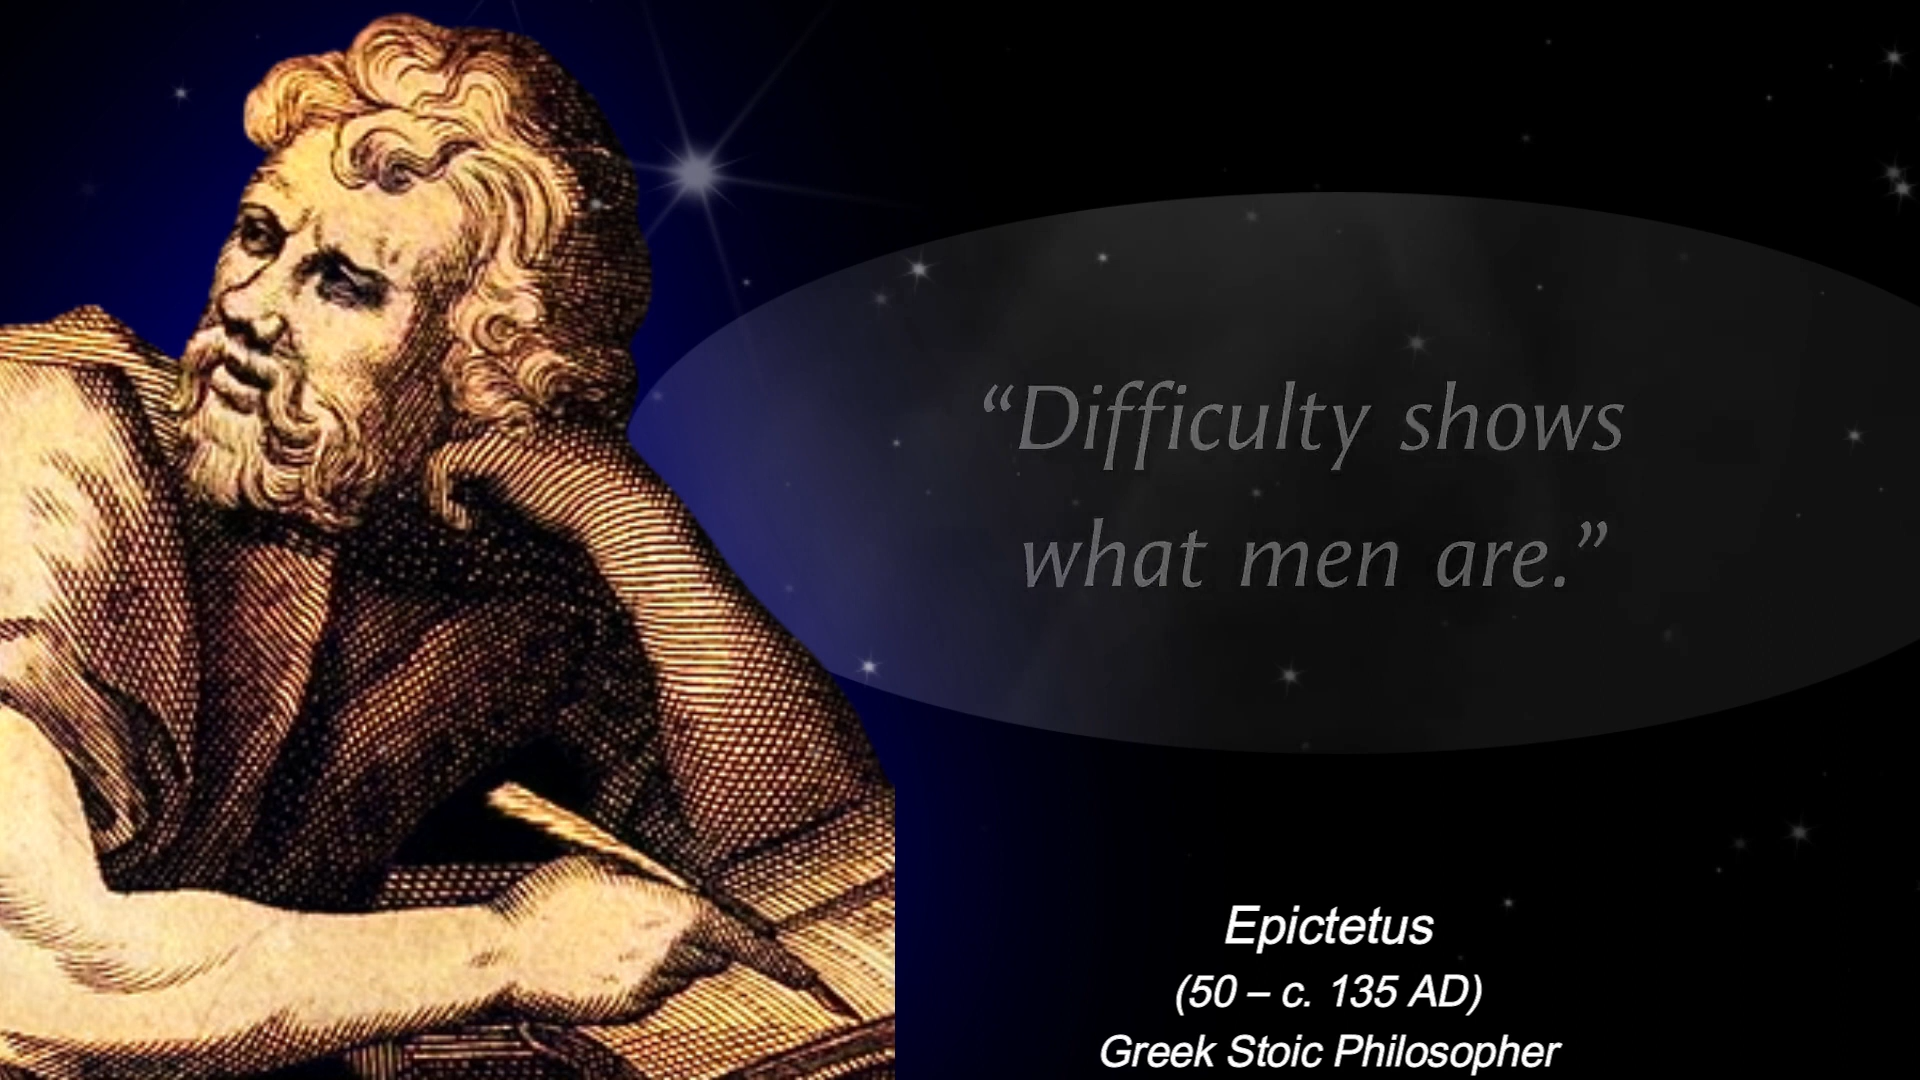 “Difficulty shows
what men are.”
Epictetus
(50 – c. 135 AD)
Greek Stoic Philosopher